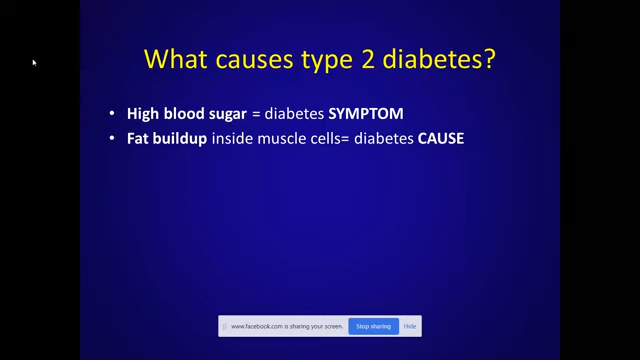 What causes type 2 diabetes?
• High blood sugar = diabetes SYMPTOM
• Fat buildup inside muscle cells= diabetes CAUSE
www.facebook.com is sharing your screen. Stop sharing Hide